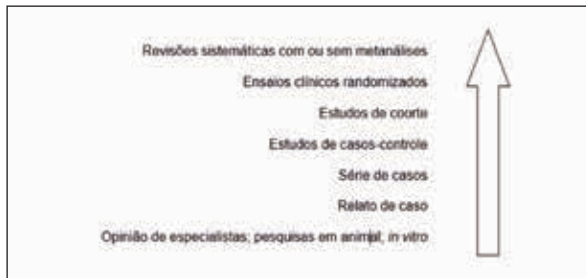 Revisões sistemáticas com ou sem metanálises
Ensaios clínicos randomizados
Estudos de coorte
Estudos de casos-controle
Série de casos
Relato de caso
Opinião de especialistas; pesquisas em animal; in vitro